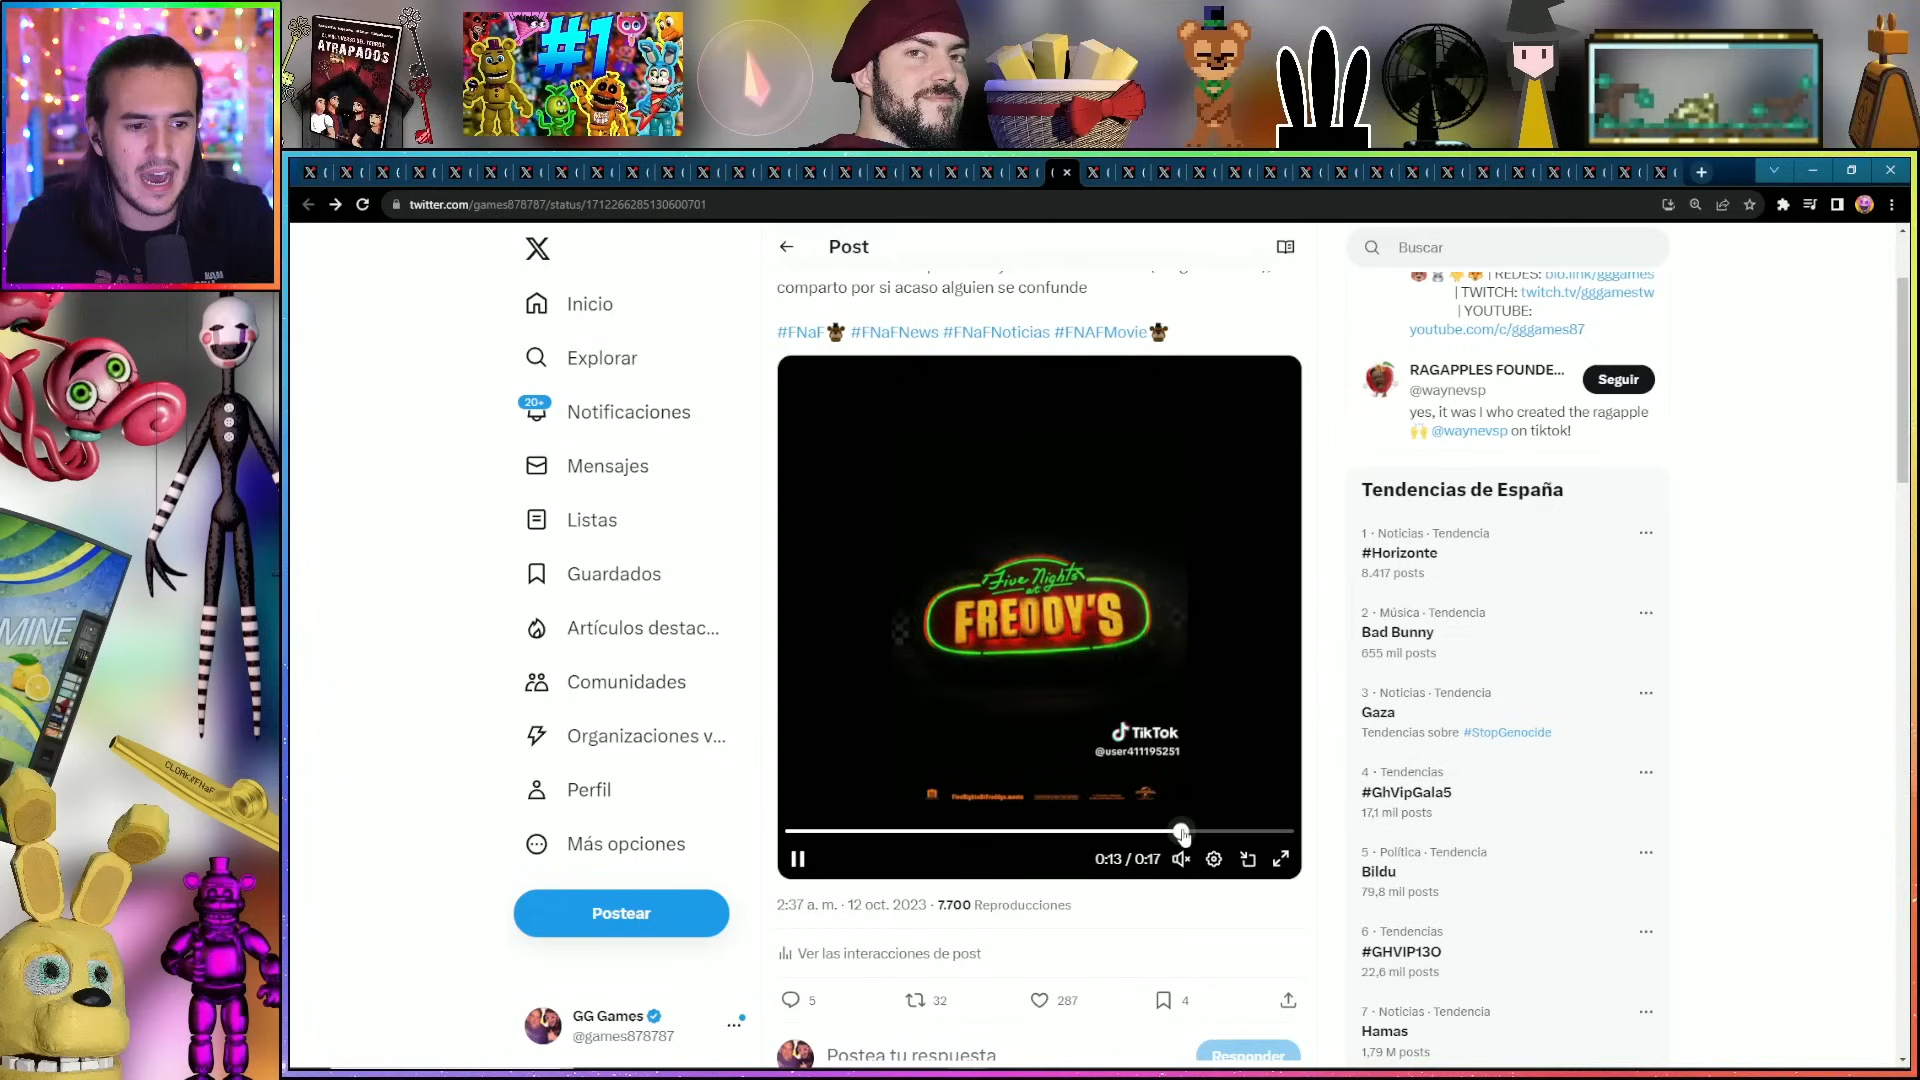 ATRAPADOS
#1
twitter.com/games878787/status/1712266285130600701
Post
Buscar
comparto por si acaso alguien se confunde
#FNaF #FNaFNews #FNaFNoticias #FNAFMovie
Inicio
Explorar
20+
Notificaciones
Mensajes
Listas
Guardados
Artículos destac...
Comunidades
Organizaciones v...
Perfil
Más opciones
Postear
GG Games
@games878787
Five Nights
at
FREDDY'S
TikTok
@user411195251
0:13 / 0:17
2:37 a. m. · 12 oct. 2023 · 7.700 Reproducciones
Ver las interacciones de post
5
32
287
4
Postea tu respuesta
Responder
| REDES: bio.link/gggames
| TWITCH: twitch.tv/gggamestw
| YOUTUBE:
youtube.com/c/gggames87
RAGAPPLES FOUNDE...
@waynevsp
Seguir
yes, it was I who created the ragapple
@waynevsp on tiktok!
Tendencias de España
1 · Noticias · Tendencia
#Horizonte
8.417 posts
2 · Música · Tendencia
Bad Bunny
655 mil posts
3 · Noticias · Tendencia
Gaza
Tendencias sobre #StopGenocide
4 · Tendencias
#GhVipGala5
17,1 mil posts
5 · Política · Tendencia
Bildu
79,8 mil posts
6 · Tendencias
#GHVIP13O
22,6 mil posts
7 · Noticias · Tendencia
Hamas
1,79 M posts
MINE
CLOAK//FNaF